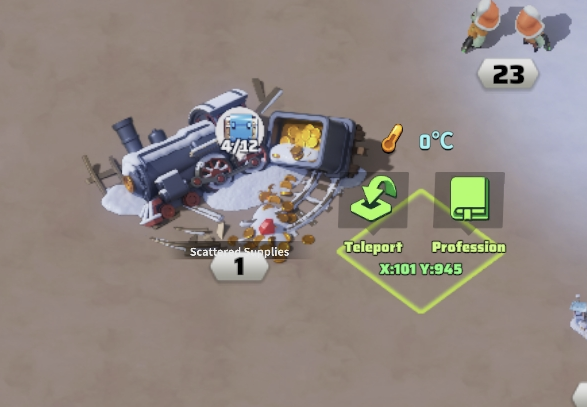 23
4/12
0°C
Teleport
Profession
Scattered Supplies
X:101 Y:945
1